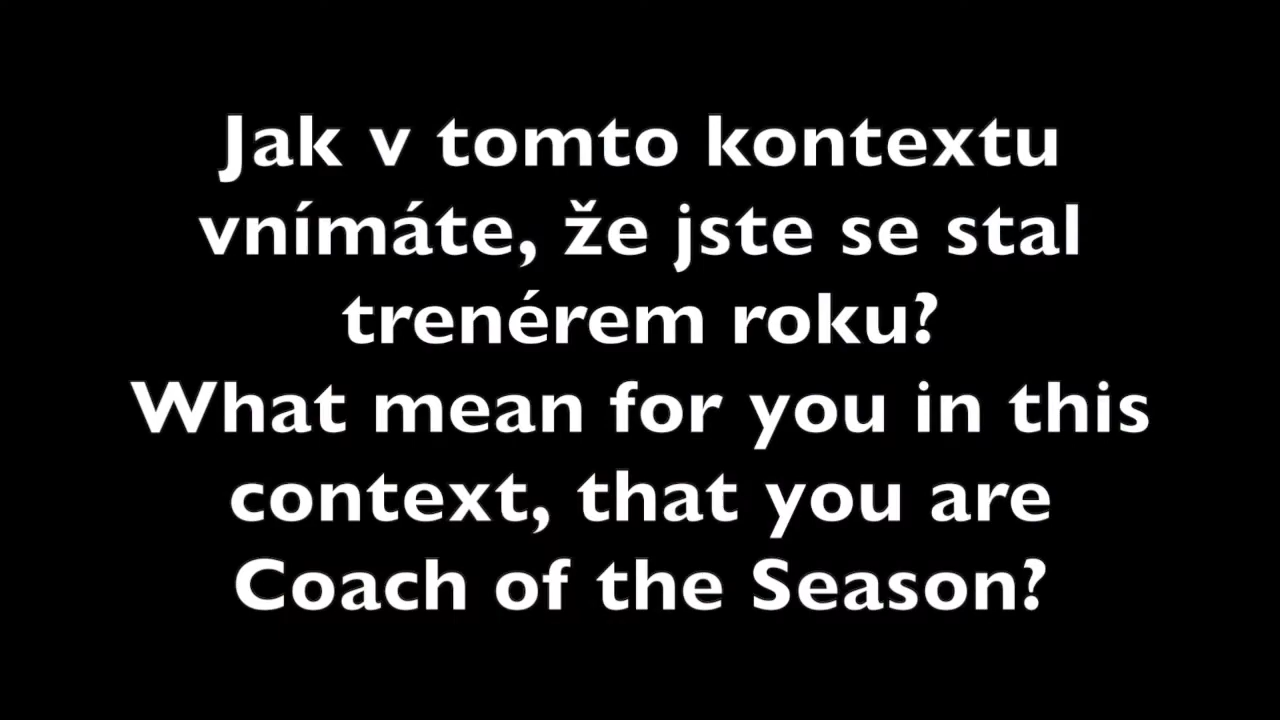 Jak v tomto kontextu
vnímáte, že jste se stal
trenérem roku?
What mean for you in this
context, that you are
Coach of the Season?